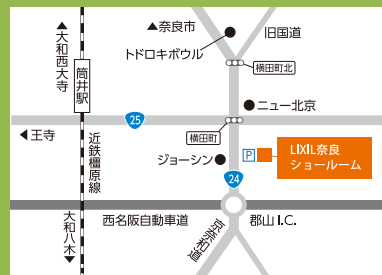 ▲奈良市
旧国道
トドロキボウル
▲大和西大寺
筒井駅
横田町北
ニュー北京
25
横田町
◀王寺
近鉄橿原線
ジョーシン
P
LIXIL奈良
ショールーム
24
西名阪自動車道
郡山I.C.
京奈和道
大和八木▼